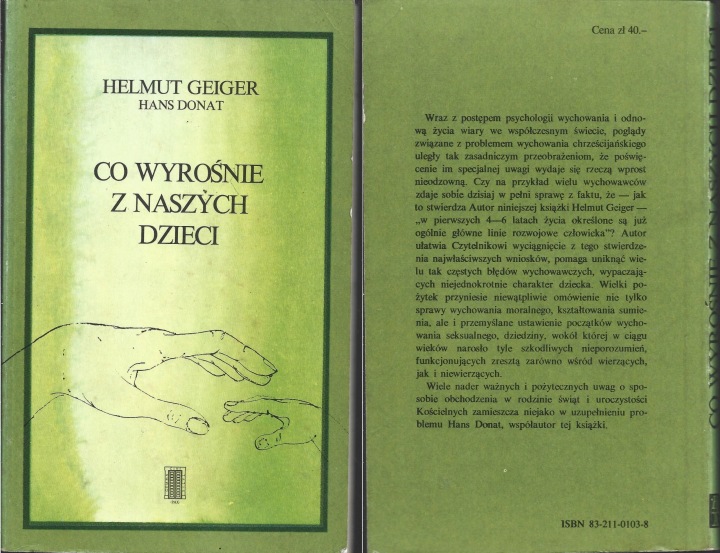 HELMUT GEIGER
HANS DONAT
CO WYROŚNIE
Z NASZYCH
DZIECI
PAX
Cena zł 40.–
Wraz z postępem psychologii wychowania i odno-
wą życia wiary we współczesnym świecie, poglądy
związane z problemem wychowania chrześcijańskiego
uległy tak zasadniczym przeobrażeniom, że poświę-
cenie im specjalnej uwagi wydaje się rzeczą wprost
nieodzowną. Czy na przykład wielu wychowawców
zdaje sobie dzisiaj w pełni sprawę z faktu, że — jak
to stwierdza Autor niniejszej książki Helmut Geiger —
„w pierwszych 4—6 latach życia określone są już
ogólnie główne linie rozwojowe człowieka"? Autor
ułatwia Czytelnikowi wyciągnięcie z tego stwierdze-
nia najwłaściwszych wniosków, pomaga uniknąć wie-
lu tak częstych błędów wychowawczych, wypaczają-
cych niejednokrotnie charakter dziecka. Wielki po-
żytek przyniesie niewątpliwie omówienie nie tylko
sprawy wychowania moralnego, kształtowania sumie-
nia, ale i przemyślane ustawienie początków wycho-
wania seksualnego, dziedziny, wokół której w ciągu
wieków narosło tyle szkodliwych nieporozumień,
funkcjonujących zresztą zarówno wśród wierzących,
jak i niewierzących.
Wiele nader ważnych i pożytecznych uwag o spo-
sobie obchodzenia w rodzinie świąt i uroczystości
Kościelnych zamieszcza niejako w uzupełnieniu pro-
blemu Hans Donat, współautor tej książki.
ISBN 83-211-0103-8